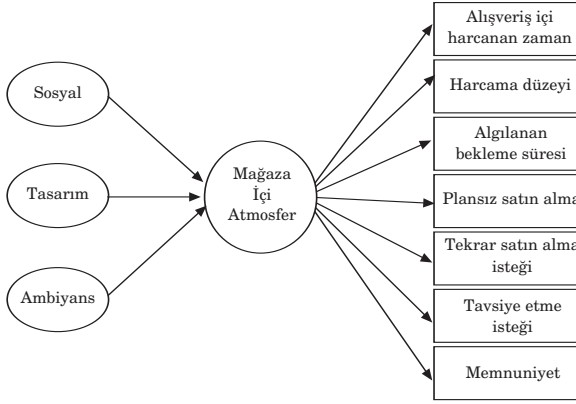 Sosyal
Tasarım
Ambiyans
Mağaza
İçi
Atmosfer
Alışveriş içi
harcanan zaman
Harcama düzeyi
Algılanan
bekleme süresi
Plansız satın alma
Tekrar satın alma
isteği
Tavsiye etme
isteği
Memnuniyet